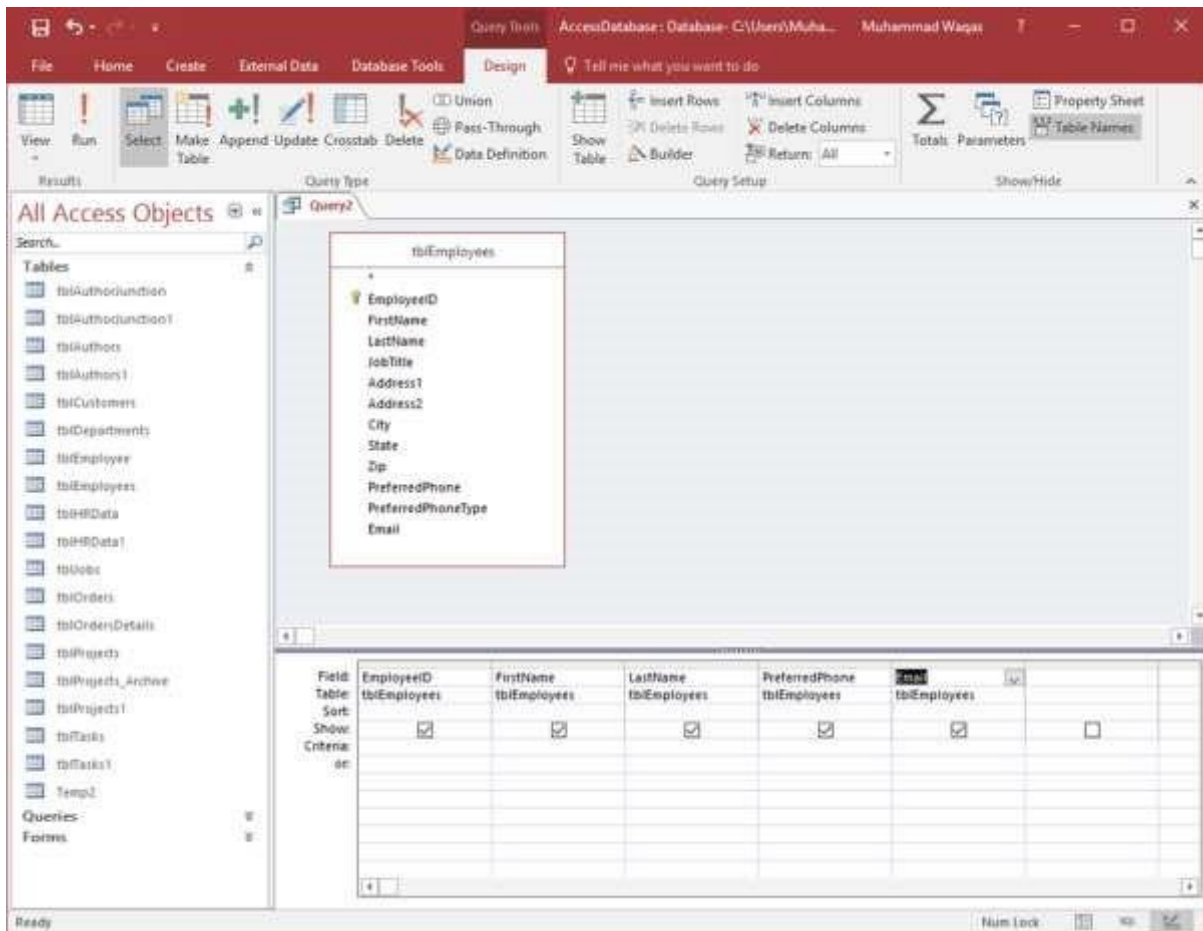 Query Tools AccessDatabase : Database- C:\Users\Muha... Muhammad Waqas ?
File Home Create External Data Database Tools Design Tell me what you want to do
View Run Select Make Table Append Update Crosstab Delete
Union
Pass-Through
Data Definition
Show Table
Insert Rows
Delete Rows
Builder
Insert Columns
Delete Columns
Return: All
Totals Parameters
Property Sheet
Table Names
Results Query Type Query Setup Show/Hide
All Access Objects
Search...
Tables
tblAuthorJunction
tblAuthorJunction1
tblAuthors
tblAuthors1
tblCustomers
tblDepartments
tblEmployee
tblEmployees
tblHRData
tblHRData1
tblJobs
tblOrders
tblOrdersDetails
tblProjects
tblProjects_Archive
tblProjects1
tblTasks
tblTasks1
Temp2
Queries
Forms
Query2
tblEmployees
*
EmployeeID
FirstName
LastName
JobTitle
Address1
Address2
City
State
Zip
PreferredPhone
PreferredPhoneType
Email
Field: EmployeeID FirstName LastName PreferredPhone Email
Table: tblEmployees tblEmployees tblEmployees tblEmployees tblEmployees
Sort:
Show:
Criteria:
or:
Ready Num Lock SQL